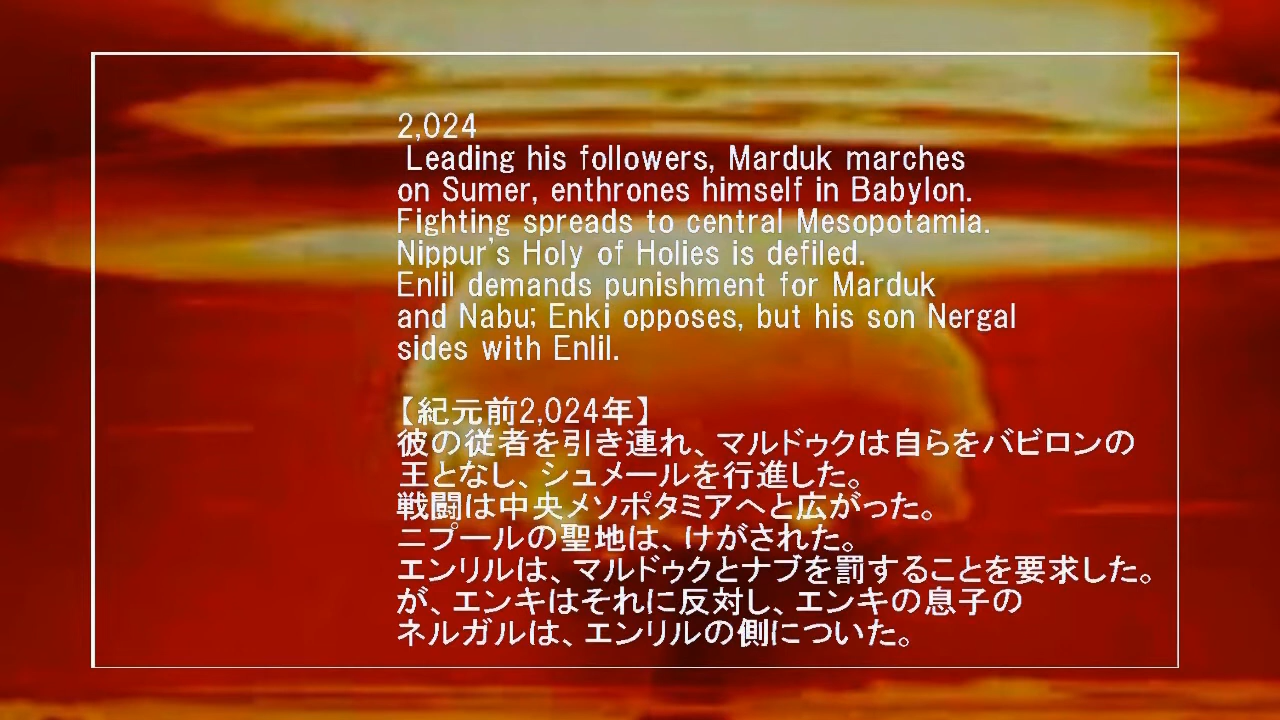 2,024
Leading his followers, Marduk marches
on Sumer, enthrones himself in Babylon.
Fighting spreads to central Mesopotamia.
Nippur's Holy of Holies is defiled.
Enlil demands punishment for Marduk
and Nabu; Enki opposes, but his son Nergal
sides with Enlil.
【紀元前2,024年】
彼の従者を引き連れ、マルドゥクは自らをバビロンの
王となし、シュメールを行進した。
戦闘は中央メソポタミアへと広がった。
ニプールの聖地は、けがされた。
エンリルは、マルドゥクとナブを罰することを要求した。
が、エンキはそれに反対し、エンキの息子の
ネルガルは、エンリルの側についた。